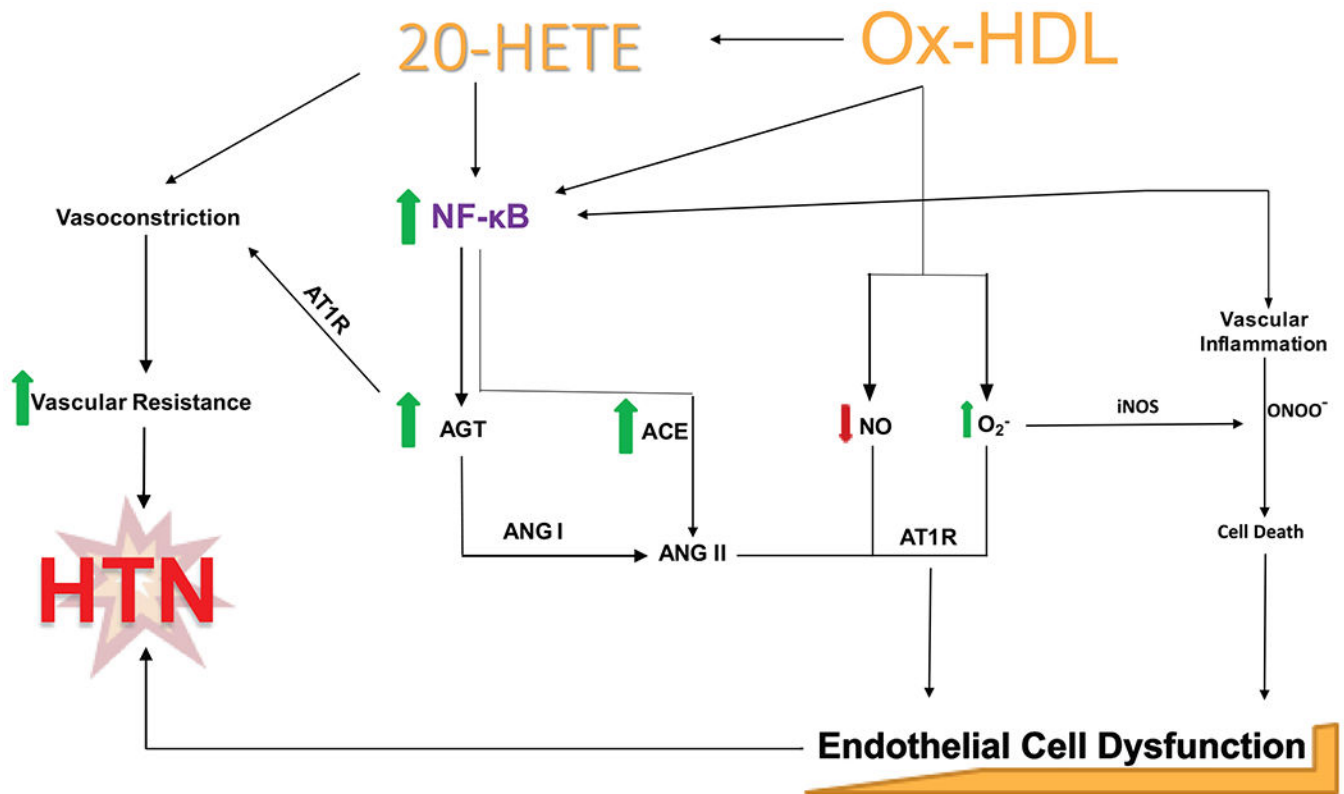 20-HETE
Ox-HDL
Vasoconstriction
NF-κB
AT1R
Vascular
Inflammation
Vascular Resistance
AGT
ACE
NO
O₂⁻
iNOS
ONOO⁻
ANG I
ANG II
AT1R
Cell Death
HTN
Endothelial Cell Dysfunction